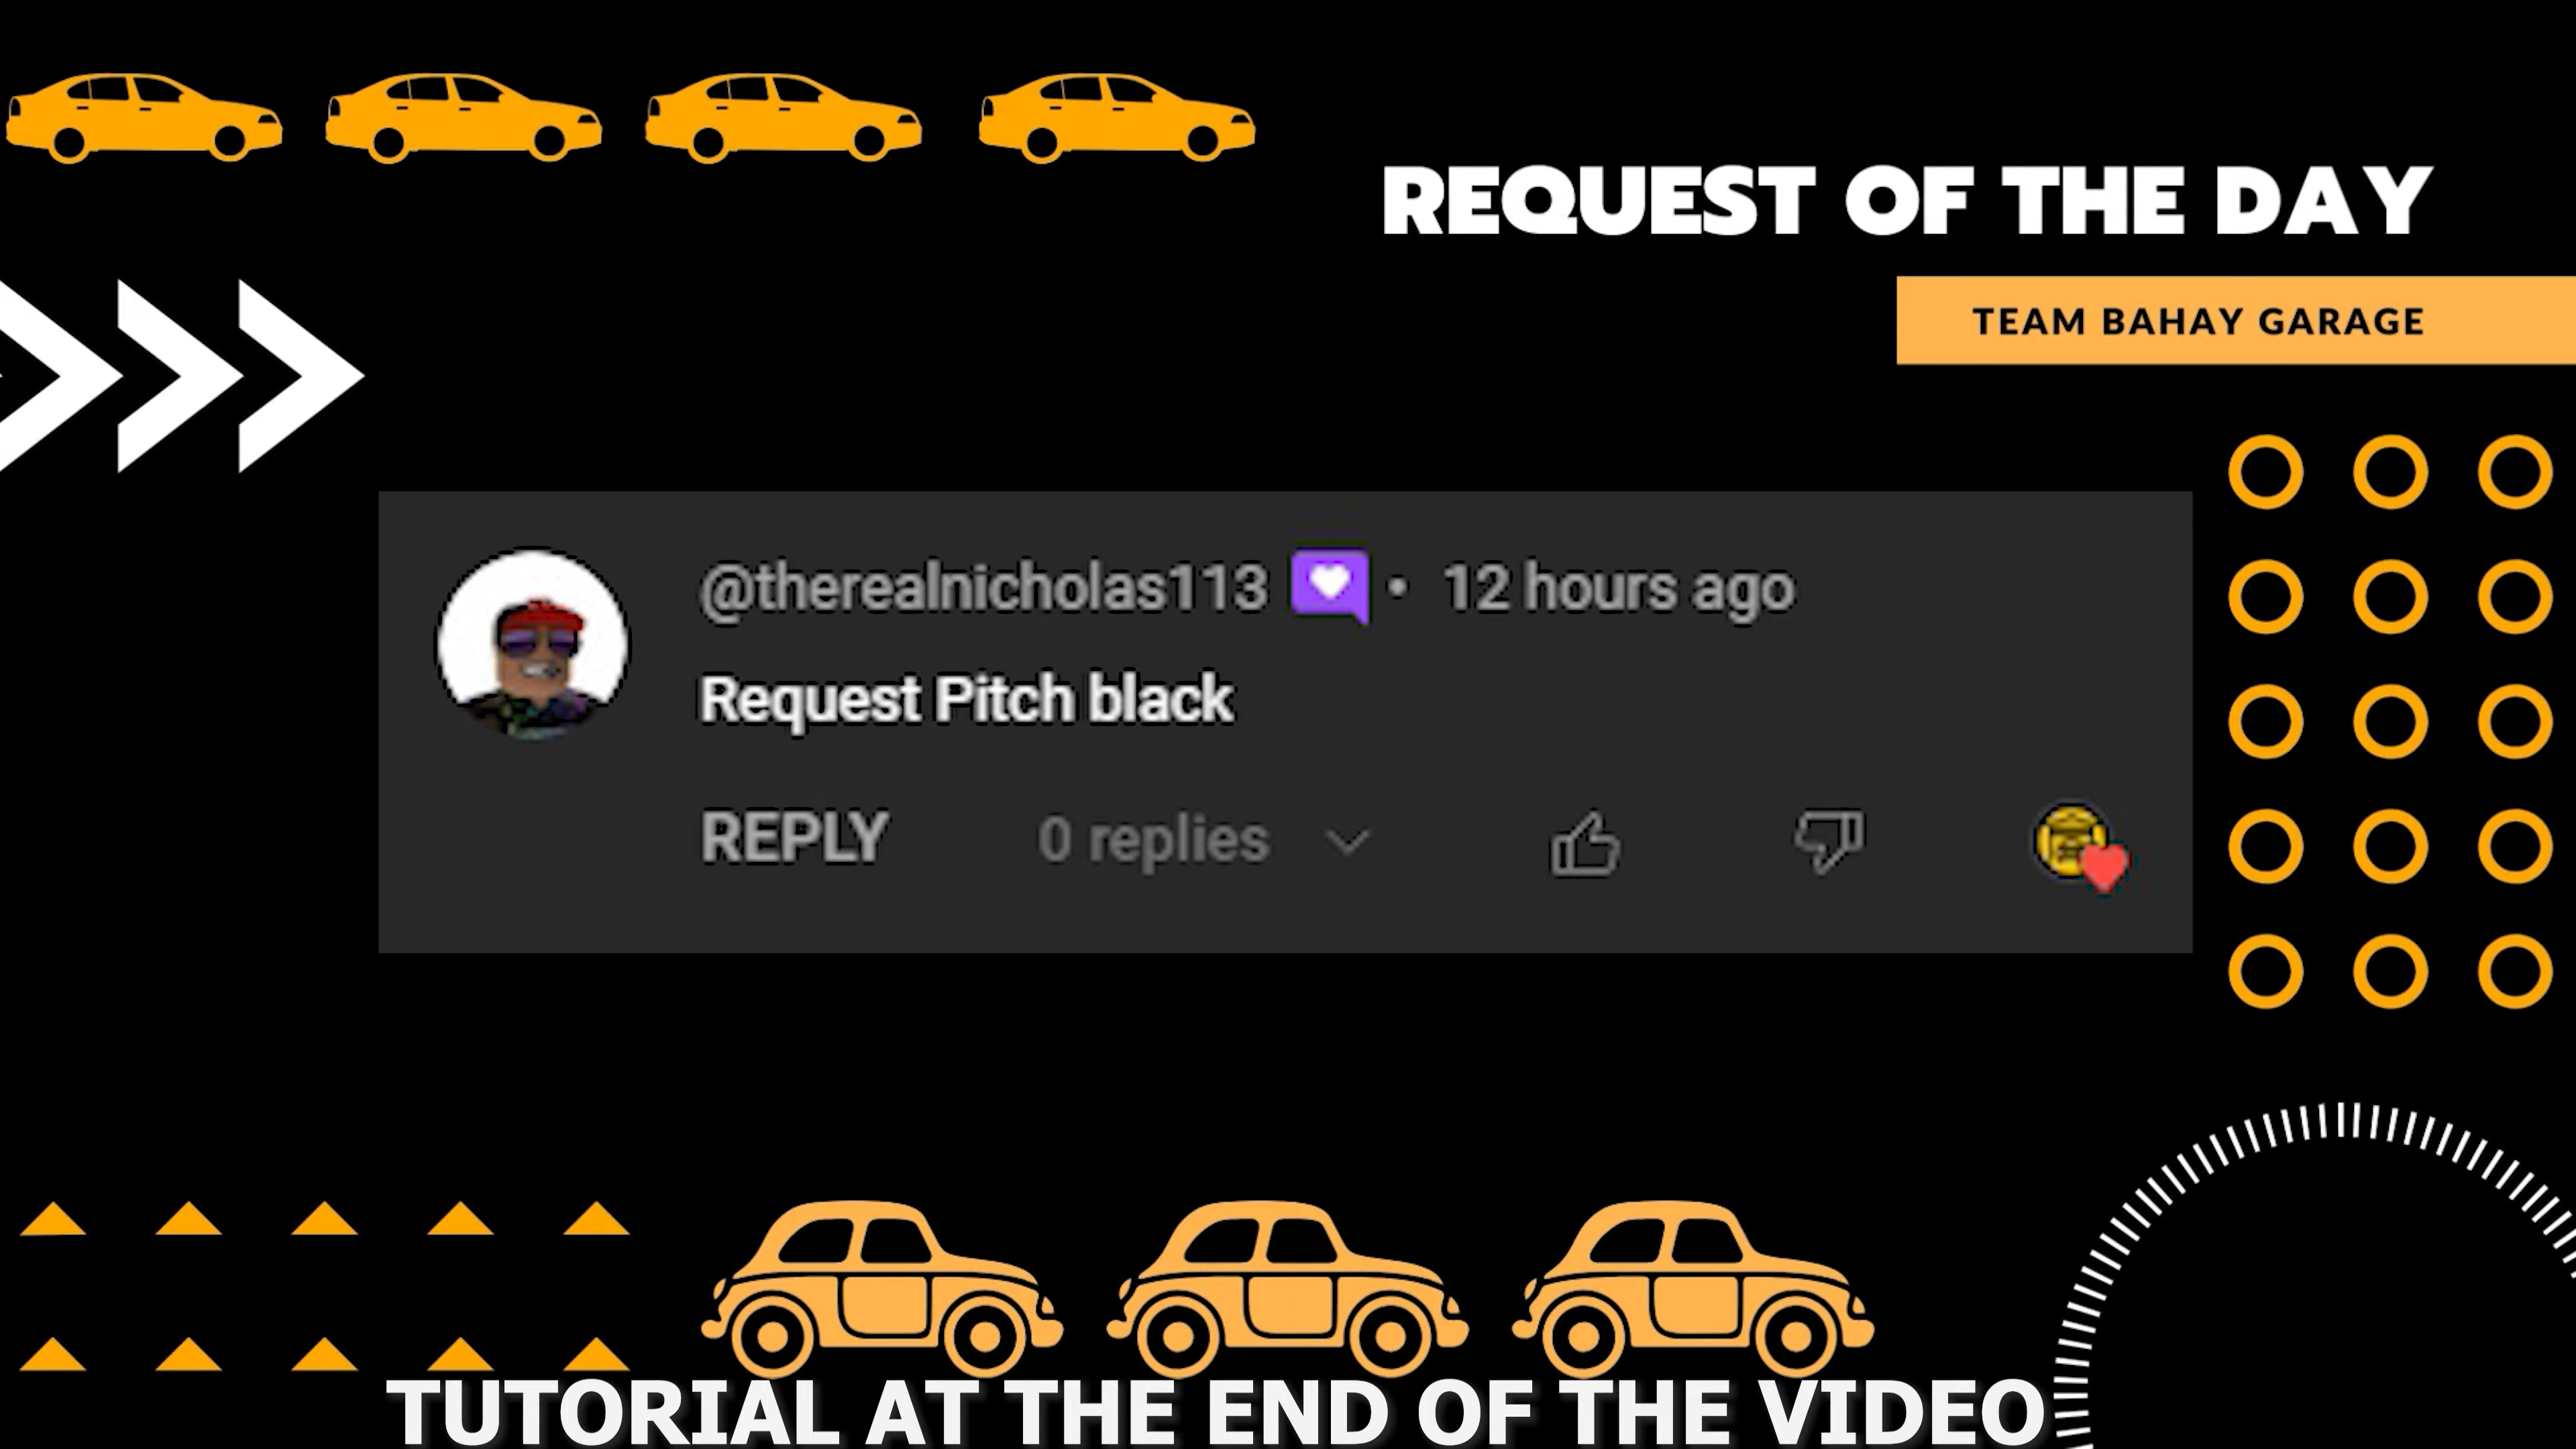 REQUEST OF THE DAY
TEAM BAHAY GARAGE
@therealnicholas113 • 12 hours ago
Request Pitch black
REPLY 0 replies
TUTORIAL AT THE END OF THE VIDEO